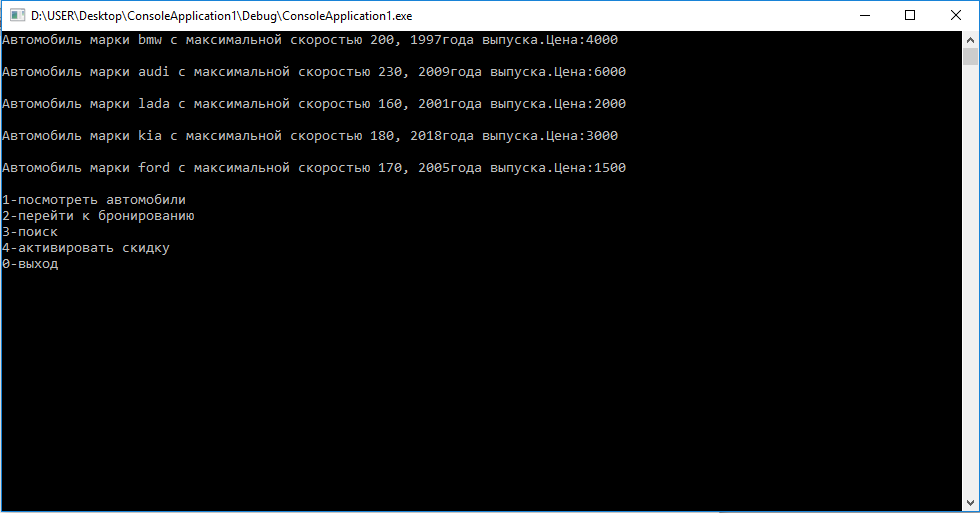 D:\USER\Desktop\ConsoleApplication1\Debug\ConsoleApplication1.exe
Автомобиль марки bmw с максимальной скоростью 200, 1997года выпуска.Цена:4000
Автомобиль марки audi с максимальной скоростью 230, 2009года выпуска.Цена:6000
Автомобиль марки lada с максимальной скоростью 160, 2001года выпуска.Цена:2000
Автомобиль марки kia с максимальной скоростью 180, 2018года выпуска.Цена:3000
Автомобиль марки ford с максимальной скоростью 170, 2005года выпуска.Цена:1500
1-посмотреть автомобили
2-перейти к бронированию
3-поиск
4-активировать скидку
0-выход